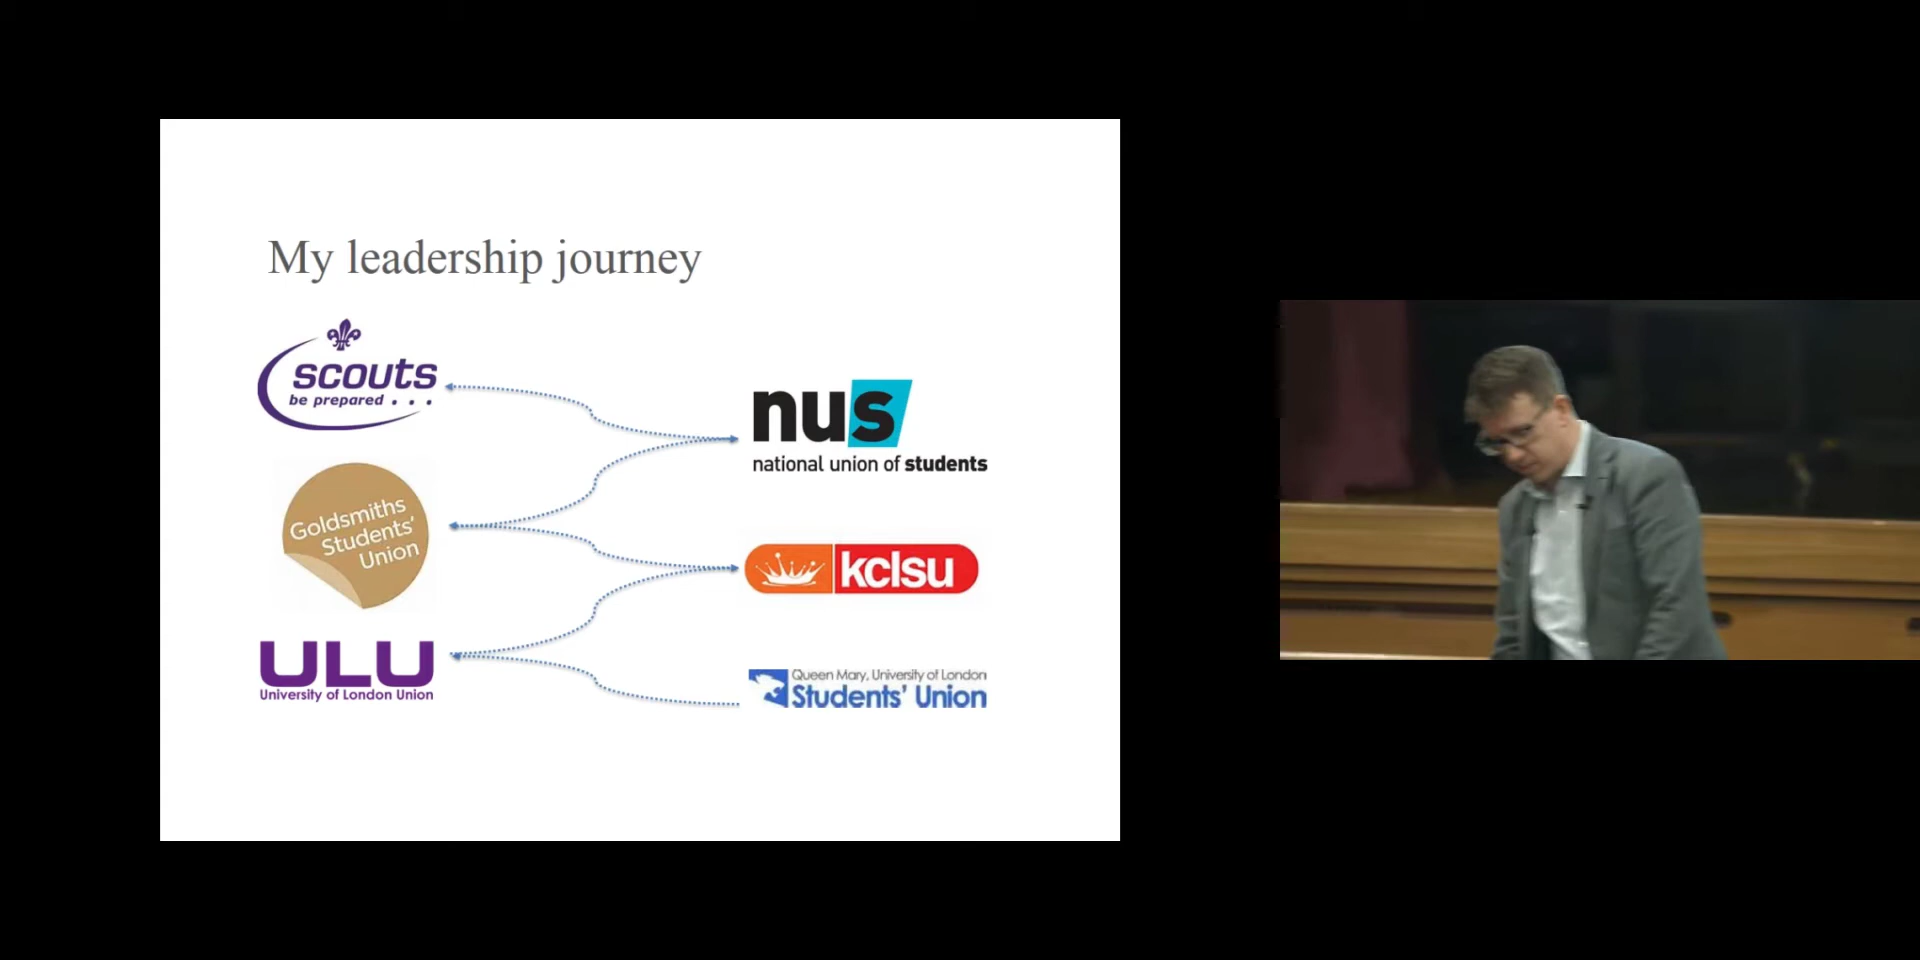 My leadership journey
scouts
be prepared . . .
nus
national union of students
Goldsmiths
Students'
Union
kclsu
ULU
University of London Union
Queen Mary, University of London
Students' Union